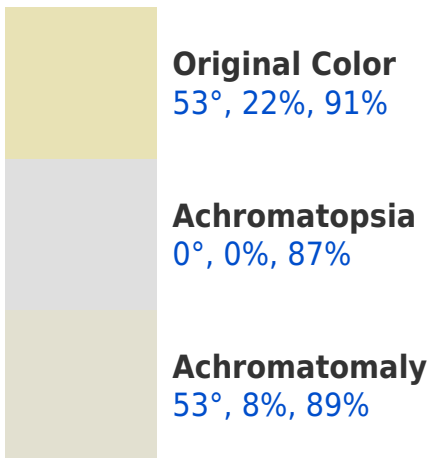 Original Color
53°, 22%, 91%
Achromatopsia
0°, 0%, 87%
Achromatomaly
53°, 8%, 89%